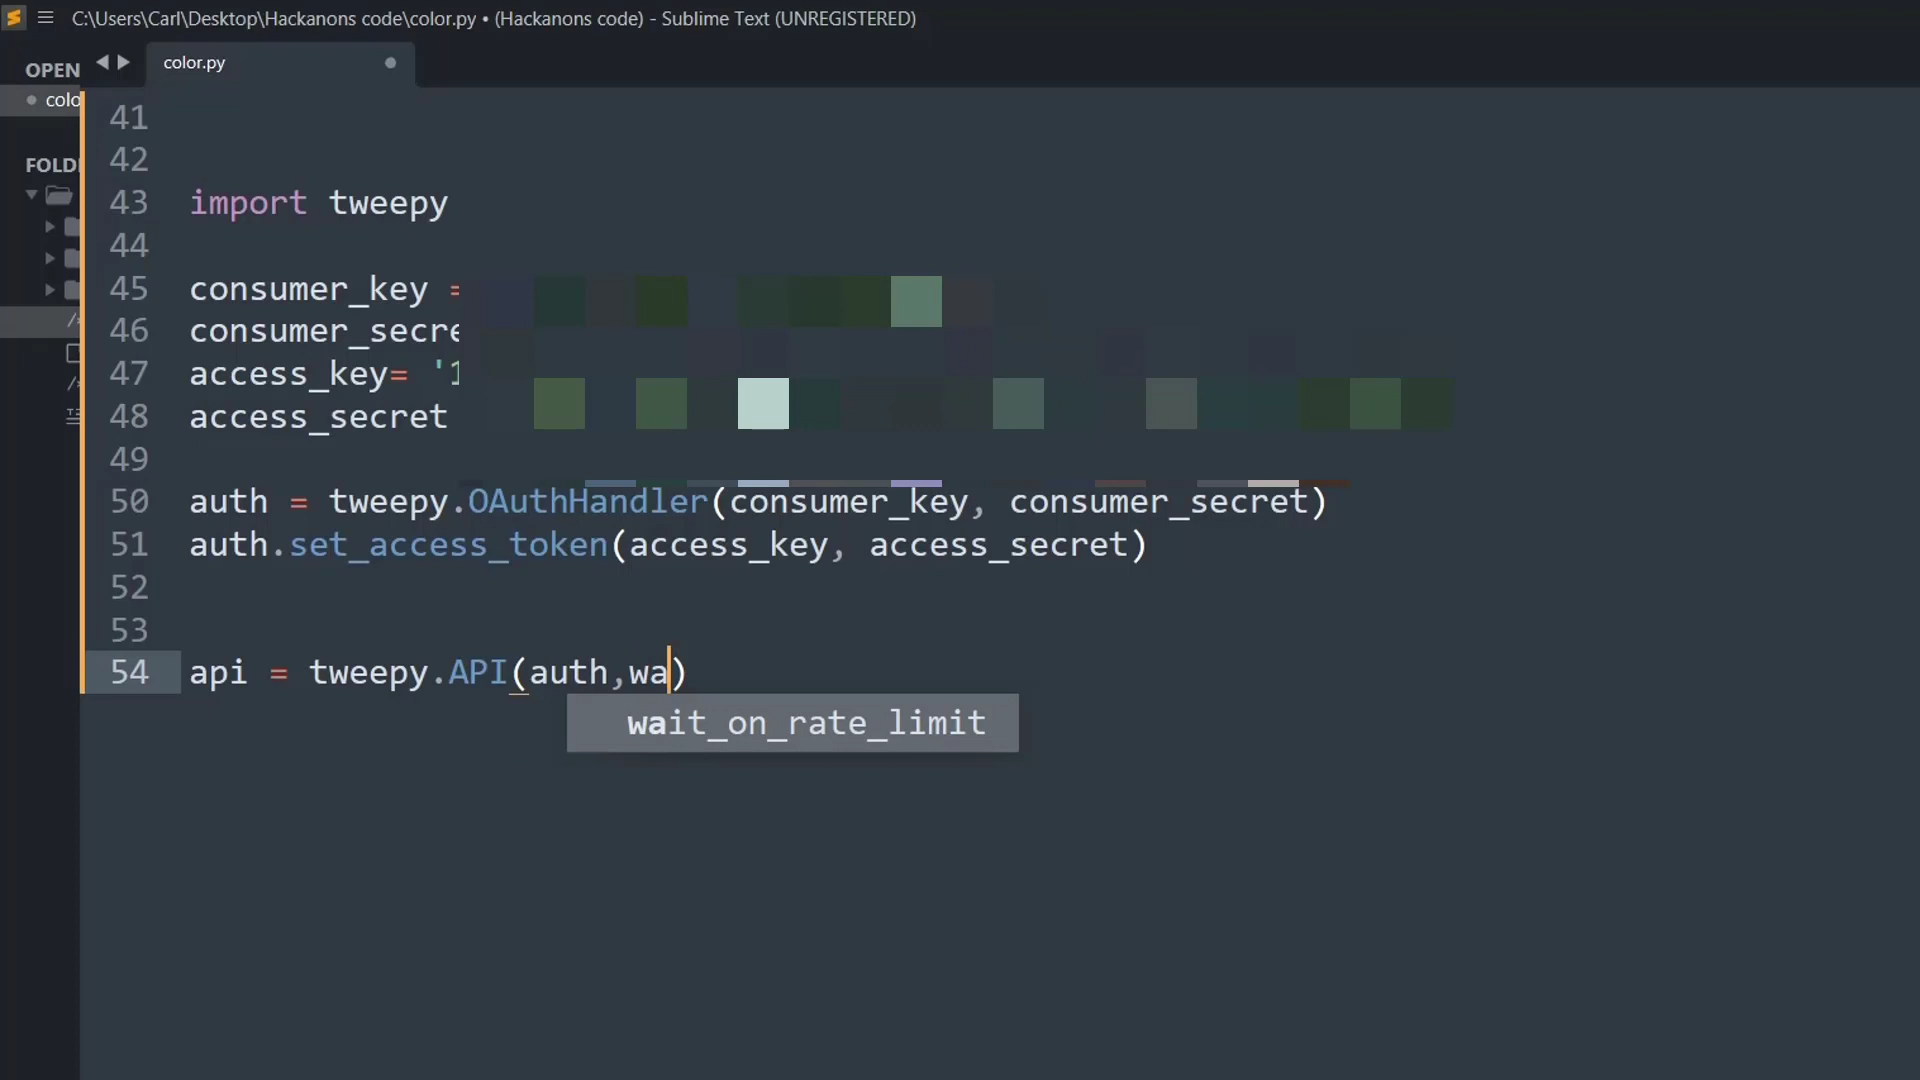 C:\Users\Carl\Desktop\Hackanons code\color.py • (Hackanons code) - Sublime Text (UNREGISTERED)
OPEN
color.py
colo
FOLD
41
42
43 import tweepy
44
45 consumer_key =
46 consumer_secre
47 access_key= '1
48 access_secret
49
50 auth = tweepy.OAuthHandler(consumer_key, consumer_secret)
51 auth.set_access_token(access_key, access_secret)
52
53
54 api = tweepy.API(auth,wa)
wait_on_rate_limit